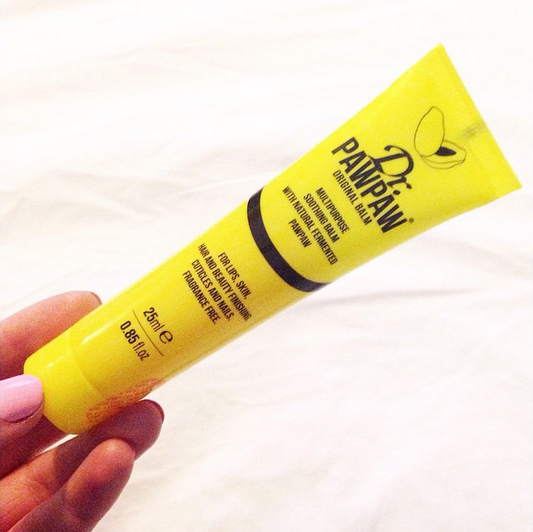 Dr.
PAWPAW®
ORIGINAL BALM
MULTIPURPOSE
SOOTHING BALM
WITH NATURAL FERMENTED
PAWPAW
FOR LIPS, SKIN,
HAIR AND BEAUTY FINISHING
CUTICLES AND NAILS.
FRAGRANCE FREE
25ml ℮
0.85 fl.oz